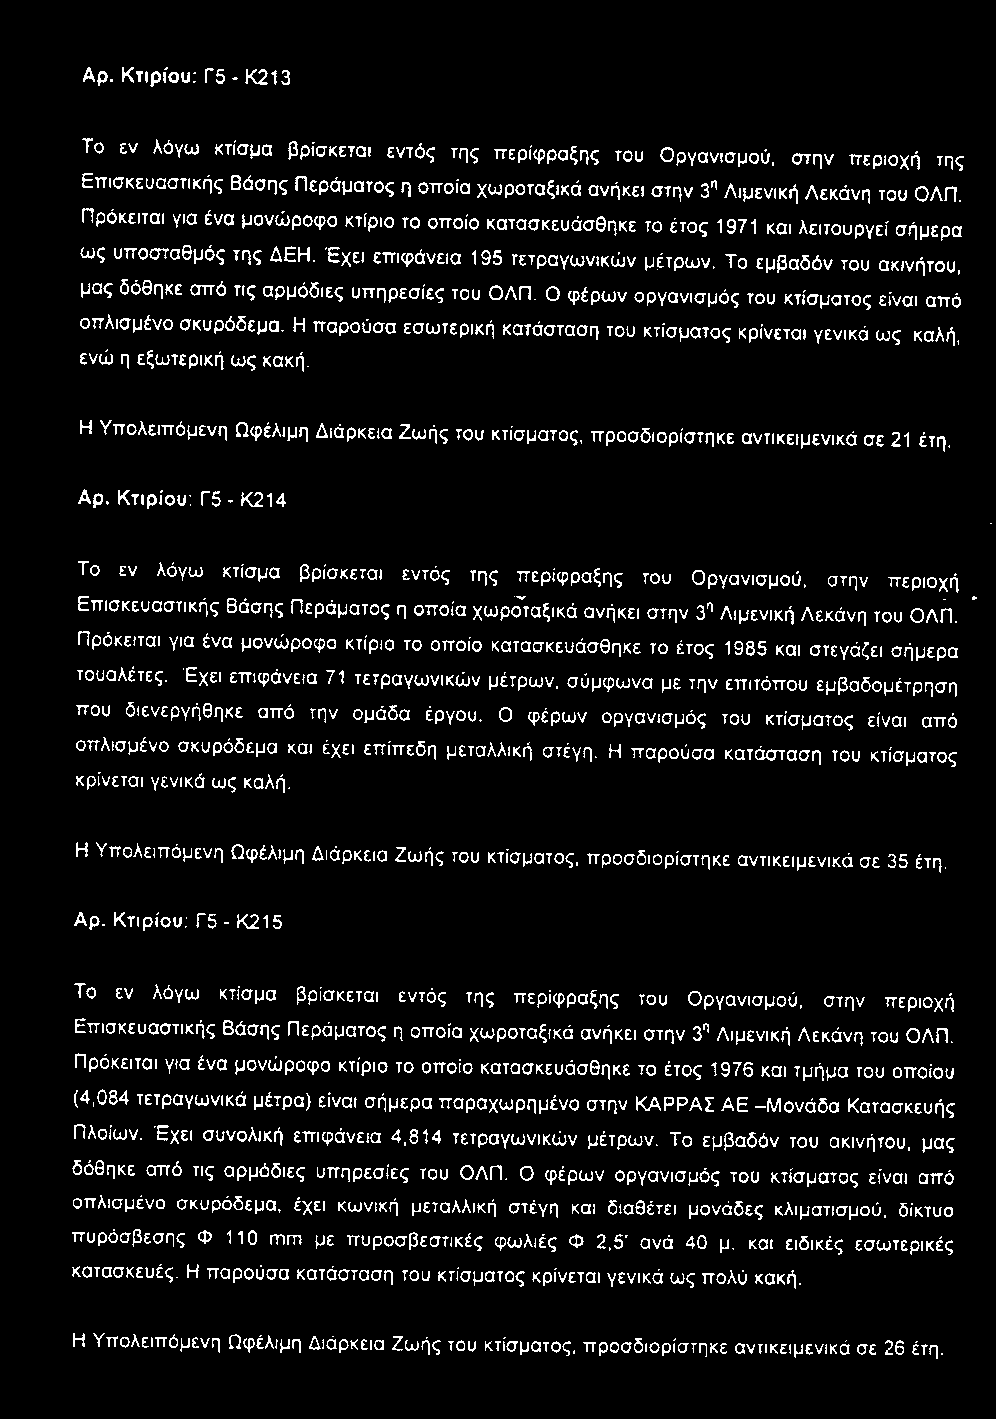 Αρ. Κτιρίου: Γ5 - Κ213
Το εν λόγω κτίσμα βρίσκεται εντός της περίφραξης του Οργανισμού, στην περιοχή της
Επισκευαστικής Βάσης Περάματος η οποία χωροταξικά ανήκει στην 3η Λιμενική Λεκάνη του ΟΛΠ.
Πρόκειται για ένα μονώροφο κτίριο το οποίο κατασκευάσθηκε το έτος 1971 και λειτουργεί σήμερα
ως υποσταθμός της ΔΕΗ. Έχει επιφάνεια 195 τετραγωνικών μέτρων. Το εμβαδόν του ακινήτου,
μας δόθηκε από τις αρμόδιες υπηρεσίες του ΟΛΠ. Ο φέρων οργανισμός του κτίσματος είναι από
οπλισμένο σκυρόδεμα. Η παρούσα εσωτερική κατάσταση του κτίσματος κρίνεται γενικά ως καλή,
ενώ η εξωτερική ως κακή.
Η Υπολειπόμενη Ωφέλιμη Διάρκεια Ζωής του κτίσματος, προσδιορίστηκε αντικειμενικά σε 21 έτη.
Αρ. Κτιρίου: Γ5 - Κ214
Το εν λόγω κτίσμα βρίσκεται εντός της περίφραξης του Οργανισμού, στην περιοχή
Επισκευαστικής Βάσης Περάματος η οποία χωροταξικά ανήκει στην 3η Λιμενική Λεκάνη του ΟΛΠ.
Πρόκειται για ένα μονώροφο κτίριο το οποίο κατασκευάσθηκε το έτος 1985 και στεγάζει σήμερα
τουαλέτες. Έχει επιφάνεια 71 τετραγωνικών μέτρων, σύμφωνα με την επιτόπου εμβαδομέτρηση
που διενεργήθηκε από την ομάδα έργου. Ο φέρων οργανισμός του κτίσματος είναι από
οπλισμένο σκυρόδεμα και έχει επίπεδη μεταλλική στέγη. Η παρούσα κατάσταση του κτίσματος
κρίνεται γενικά ως καλή.
Η Υπολειπόμενη Ωφέλιμη Διάρκεια Ζωής του κτίσματος, προσδιορίστηκε αντικειμενικά σε 35 έτη.
Αρ. Κτιρίου: Γ5 - Κ215
Το εν λόγω κτίσμα βρίσκεται εντός της περίφραξης του Οργανισμού, στην περιοχή
Επισκευαστικής Βάσης Περάματος η οποία χωροταξικά ανήκει στην 3η Λιμενική Λεκάνη του ΟΛΠ.
Πρόκειται για ένα μονώροφο κτίριο το οποίο κατασκευάσθηκε το έτος 1976 και τμήμα του οποίου
(4,084 τετραγωνικά μέτρα) είναι σήμερα παραχωρημένο στην ΚΑΡΡΑΣ ΑΕ –Μονάδα Κατασκευής
Πλοίων. Έχει συνολική επιφάνεια 4,814 τετραγωνικών μέτρων. Το εμβαδόν του ακινήτου, μας
δόθηκε από τις αρμόδιες υπηρεσίες του ΟΛΠ. Ο φέρων οργανισμός του κτίσματος είναι από
οπλισμένο σκυρόδεμα, έχει κωνική μεταλλική στέγη και διαθέτει μονάδες κλιματισμού, δίκτυο
πυρόσβεσης Φ 110 mm με πυροσβεστικές φωλιές Φ 2,5' ανά 40 μ. και ειδικές εσωτερικές
κατασκευές. Η παρούσα κατάσταση του κτίσματος κρίνεται γενικά ως πολύ κακή.
Η Υπολειπόμενη Ωφέλιμη Διάρκεια Ζωής του κτίσματος, προσδιορίστηκε αντικειμενικά σε 26 έτη.